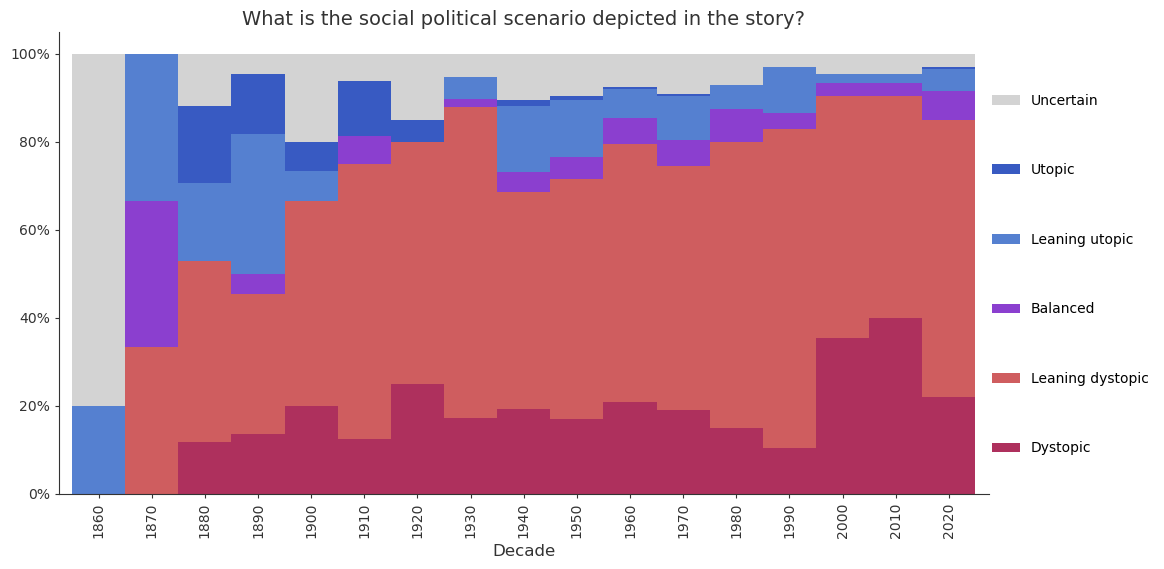 What is the social political scenario depicted in the story?
100%
80%
60%
40%
20%
0%
Uncertain
Utopic
Leaning utopic
Balanced
Leaning dystopic
Dystopic
1860
1870
1880
1890
1900
1910
1920
1930
1940
1950
1960
1970
1980
1990
2000
2010
2020
Decade